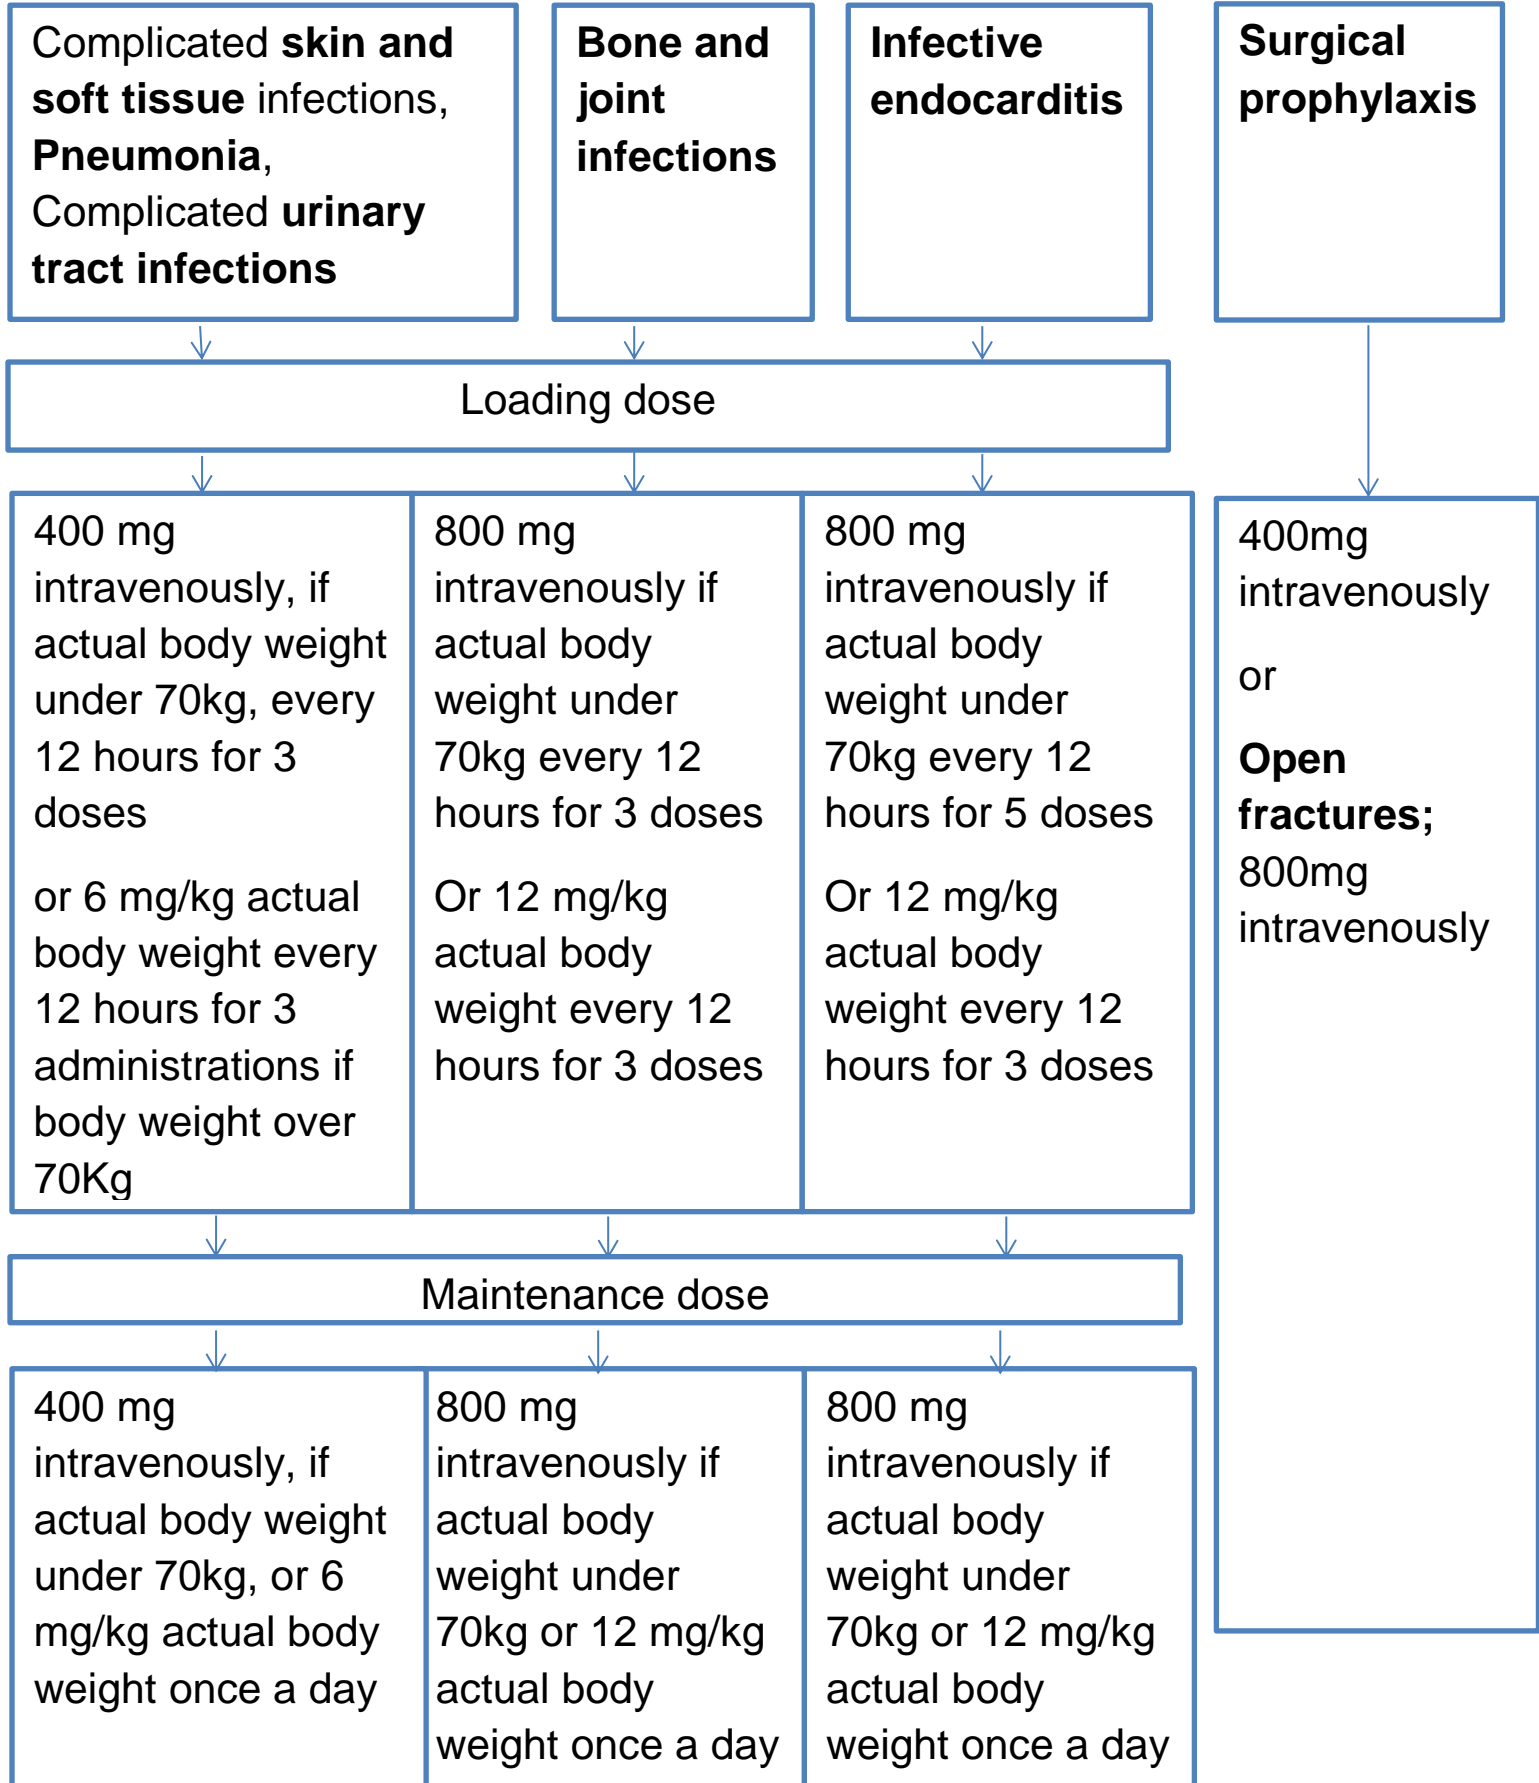 Complicated skin and
soft tissue infections,
Pneumonia,
Complicated urinary
tract infections
Bone and
joint
infections
Infective
endocarditis
Surgical
prophylaxis
Loading dose
400 mg
intravenously, if
actual body weight
under 70kg, every
12 hours for 3
doses
or 6 mg/kg actual
body weight every
12 hours for 3
administrations if
body weight over
70Kg
800 mg
intravenously if
actual body
weight under
70kg every 12
hours for 3 doses
Or 12 mg/kg
actual body
weight every 12
hours for 3 doses
800 mg
intravenously if
actual body
weight under
70kg every 12
hours for 5 doses
Or 12 mg/kg
actual body
weight every 12
hours for 3 doses
400mg
intravenously
or
Open
fractures;
800mg
intravenously
Maintenance dose
400 mg
intravenously, if
actual body weight
under 70kg, or 6
mg/kg actual body
weight once a day
800 mg
intravenously if
actual body
weight under
70kg or 12 mg/kg
actual body
weight once a day
800 mg
intravenously if
actual body
weight under
70kg or 12 mg/kg
actual body
weight once a day